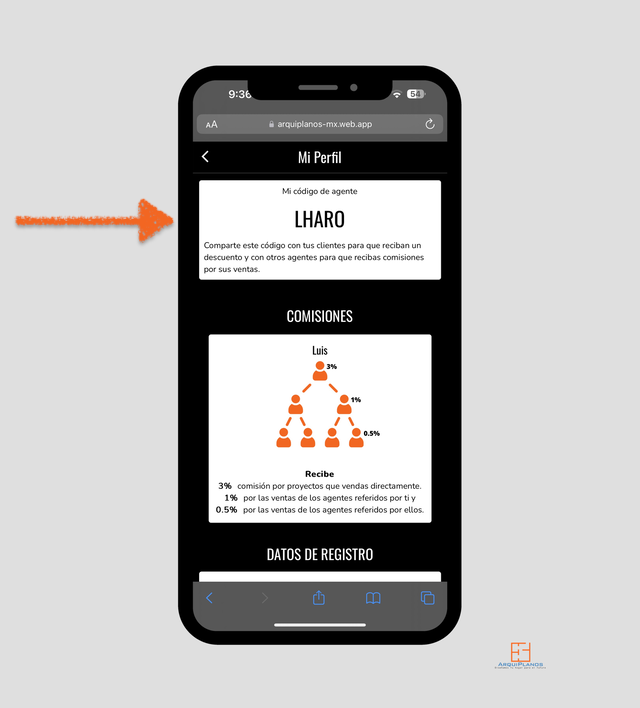 9:36
54
AA
arquiplanos-mx.web.app
Mi Perfil
Mi código de agente
LHARO
Comparte este código con tus clientes para que reciban un
descuento y con otros agentes para que recibas comisiones
por sus ventas.
COMISIONES
Luis
3%
1%
0.5%
Recibe
3% comisión por proyectos que vendas directamente.
1% por las ventas de los agentes referidos por ti y
0.5% por las ventas de los agentes referidos por ellos.
DATOS DE REGISTRO
ARQUIPLANOS